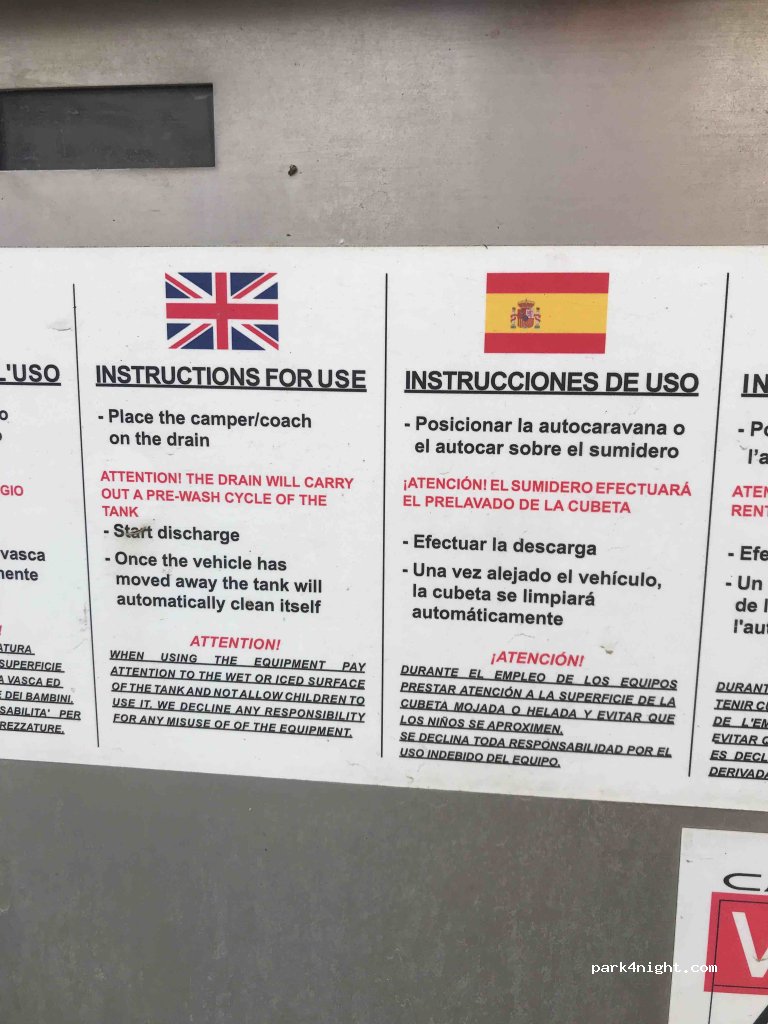 L'USO
GIO
vasca
mente
ATURA
SUPERFICIE
A VASCA ED
DEI BAMBINI.
SABILITA' PER
REZZATURE.
INSTRUCTIONS FOR USE
- Place the camper/coach
on the drain
ATTENTION! THE DRAIN WILL CARRY
OUT A PRE-WASH CYCLE OF THE
TANK
- Start discharge
- Once the vehicle has
moved away the tank will
automatically clean itself
ATTENTION!
WHEN USING THE EQUIPMENT PAY
ATTENTION TO THE WET OR ICED SURFACE
OF THE TANK AND NOT ALLOW CHILDREN TO
USE IT. WE DECLINE ANY RESPONSIBILITY
FOR ANY MISUSE OF OF THE EQUIPMENT.
INSTRUCCIONES DE USO
- Posicionar la autocaravana o
el autocar sobre el sumidero
¡ATENCIÓN! EL SUMIDERO EFECTUARÁ
EL PRELAVADO DE LA CUBETA
- Efectuar la descarga
- Una vez alejado el vehículo,
la cubeta se limpiará
automáticamente
¡ATENCIÓN!
DURANTE EL EMPLEO DE LOS EQUIPOS
PRESTAR ATENCIÓN A LA SUPERFICIE DE LA
CUBETA MOJADA O HELADA Y EVITAR QUE
LOS NIÑOS SE APROXIMEN.
SE DECLINA TODA RESPONSABILIDAD POR EL
USO INDEBIDO DEL EQUIPO.
IN
- Po
l'a
ATEN
RENT
- Efe
- Un
de l
l'aut
DURANT
TENIR CU
DE L'EM
EVITAR Q
ES DECL
DERIVADA
CA
park4night.com